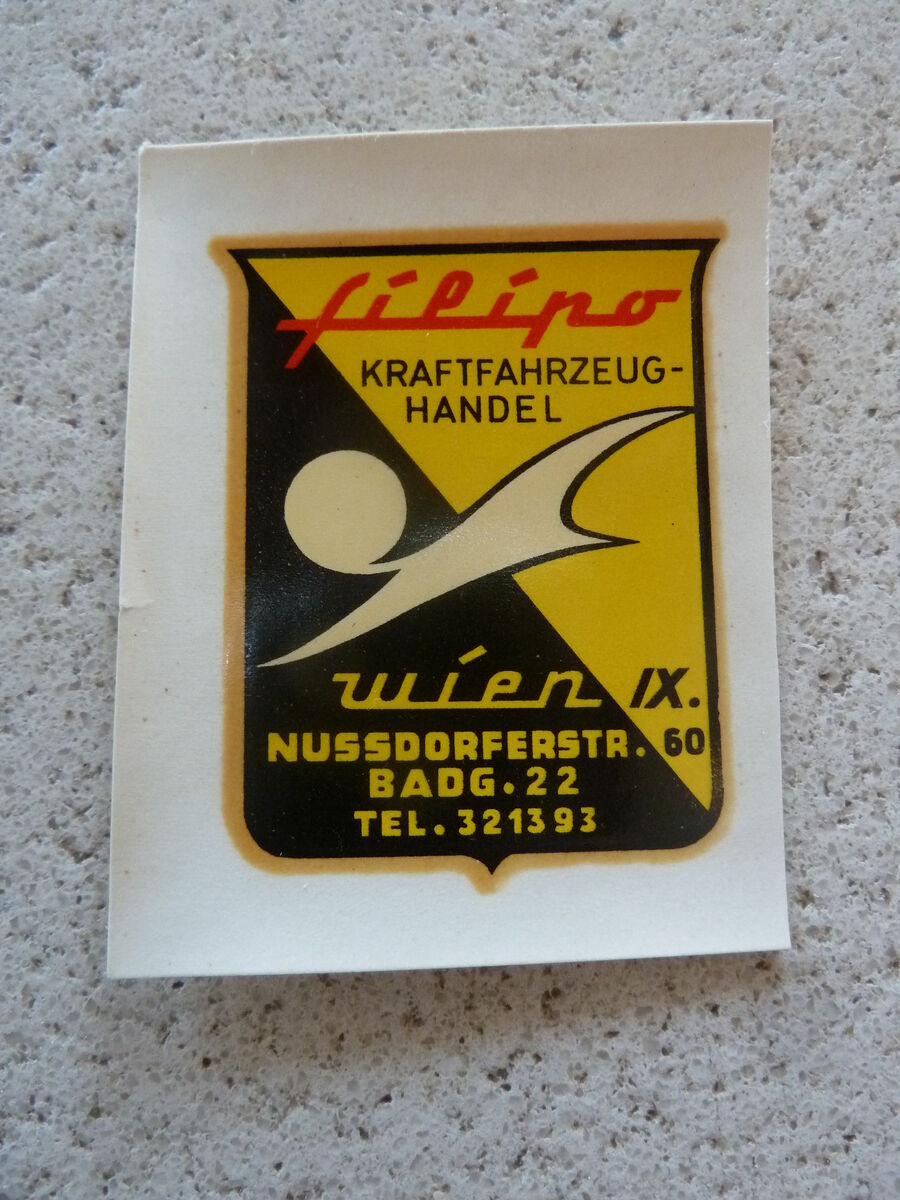 filipo
KRAFTFAHRZEUG-
HANDEL
wien IX.
NUSSDORFERSTR. 60
BADG. 22
TEL. 321393